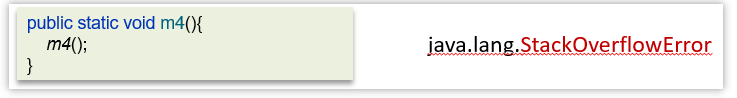 public static void m4(){
m4();
}
java.lang.StackOverflowError